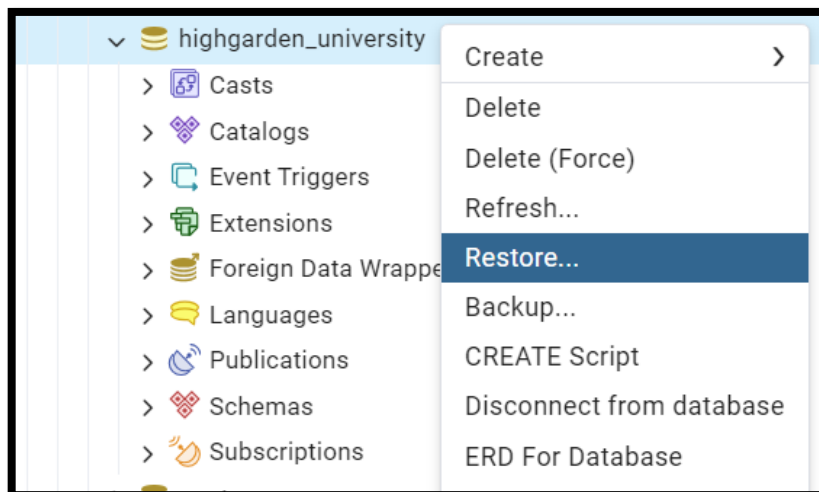 highgarden_university
Casts
Catalogs
Event Triggers
Extensions
Foreign Data Wrappe
Languages
Publications
Schemas
Subscriptions
Create
Delete
Delete (Force)
Refresh...
Restore...
Backup...
CREATE Script
Disconnect from database
ERD For Database